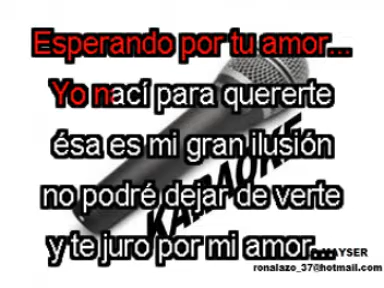 Esperando por tu amor...
Yo nací para quererte
ésa es mi gran ilusión
no podré dejar de verte
y te juro por mi amor...
KARAOKE
ronalazo_37@hotmail.com